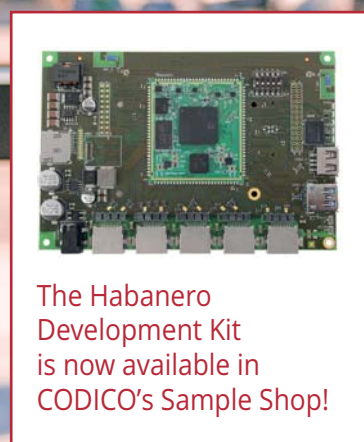 The Habanero
Development Kit
is now available in
CODICO's Sample Shop!